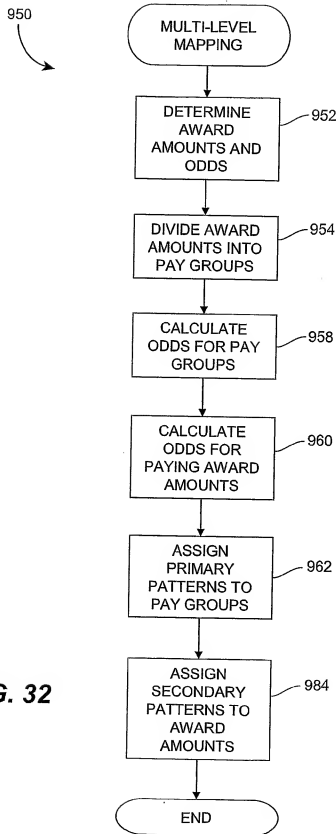 950
MULTI-LEVEL
MAPPING
DETERMINE
AWARD
AMOUNTS AND
ODDS
952
DIVIDE AWARD
AMOUNTS INTO
PAY GROUPS
954
CALCULATE
ODDS FOR PAY
GROUPS
958
CALCULATE
ODDS FOR
PAYING AWARD
AMOUNTS
960
ASSIGN
PRIMARY
PATTERNS TO
PAY GROUPS
962
ASSIGN
SECONDARY
PATTERNS TO
AWARD
AMOUNTS
984
G. 32
END